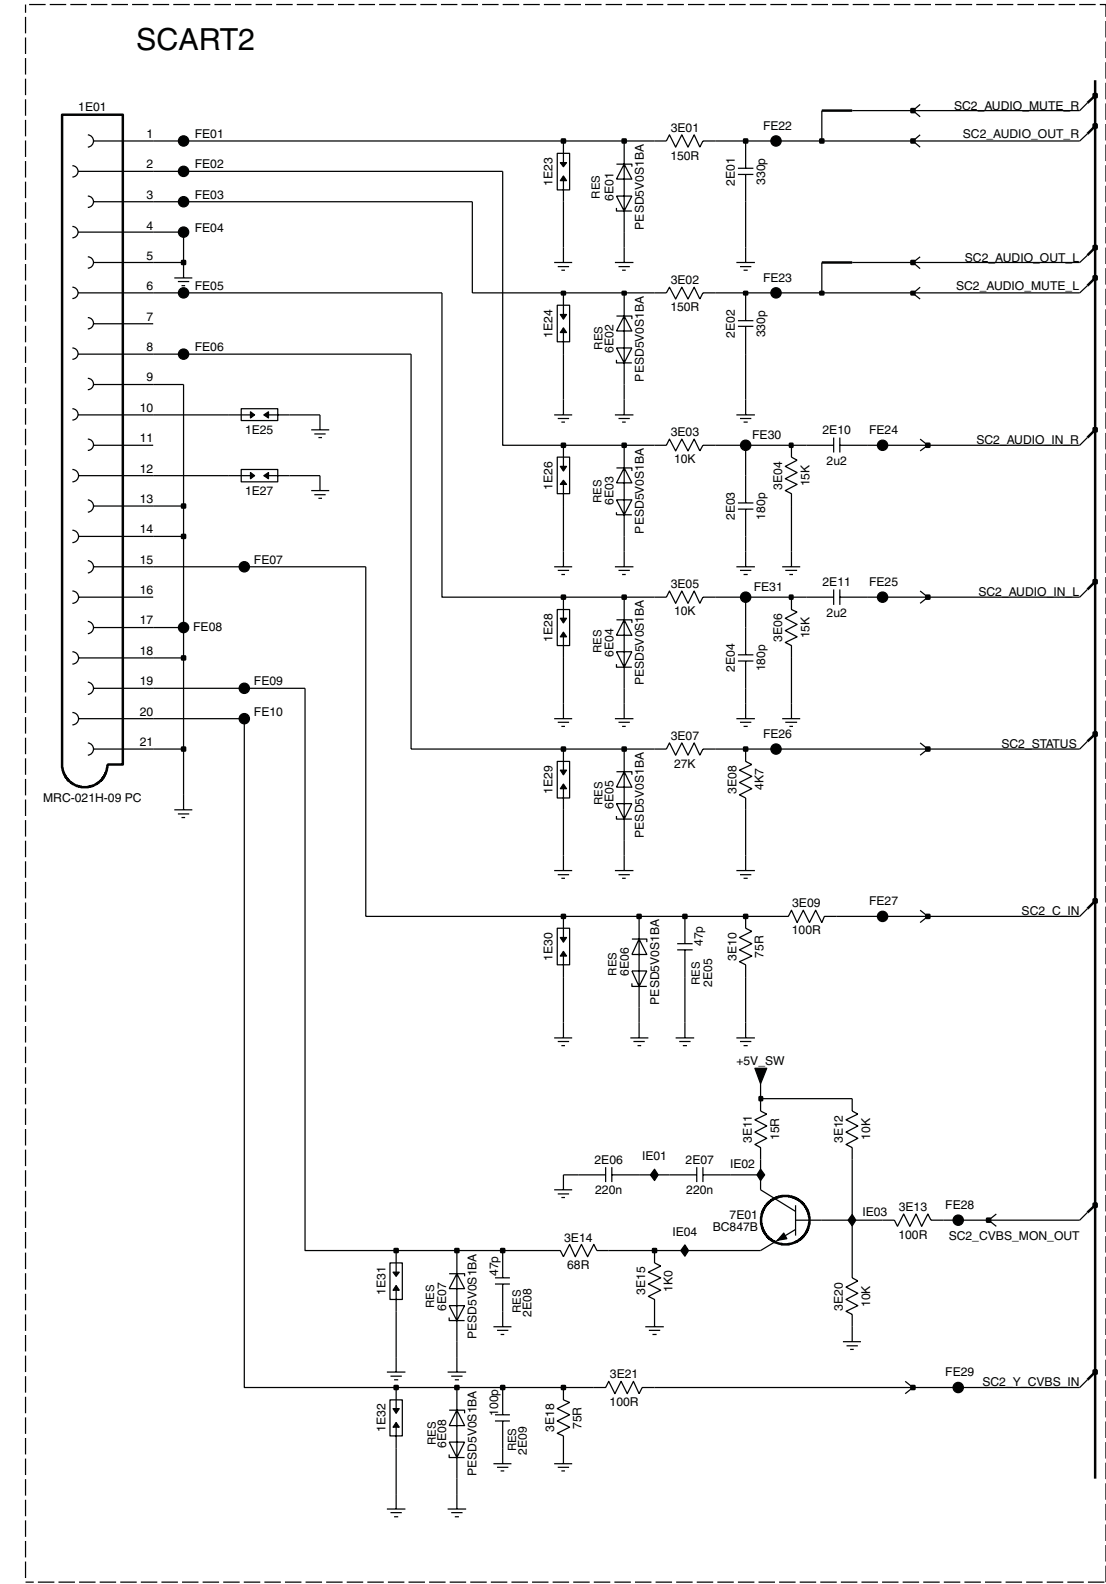 SCART2
1E01
1 FE01
2 FE02
3 FE03
4 FE04
5
6 FE05
7
8 FE06
9
10
1E25
11
12
1E27
13
14
15 FE07
16
17 FE08
18
19 FE09
20 FE10
21
MRC-021H-09 PC
1E23
RES
6E01
PESD5V0S1BA
3E01
150R
2E01
330p
FE22
SC2_AUDIO_MUTE_R
SC2_AUDIO_OUT_R
1E24
RES
6E02
PESD5V0S1BA
3E02
150R
2E02
330p
FE23
SC2_AUDIO_OUT_L
SC2_AUDIO_MUTE_L
1E26
RES
6E03
PESD5V0S1BA
3E03
10K
FE30
2E03
180p
3E04
15K
2E10
2u2
FE24
SC2_AUDIO_IN_R
1E28
RES
6E04
PESD5V0S1BA
3E05
10K
FE31
2E04
180p
3E06
15K
2E11
2u2
FE25
SC2_AUDIO_IN_L
1E29
RES
6E05
PESD5V0S1BA
3E07
27K
3E08
4K7
FE26
SC2_STATUS
1E30
RES
6E06
PESD5V0S1BA
47p
RES
2E05
3E10
75R
3E09
100R
FE27
SC2_C_IN
+5V_SW
3E11
15R
3E12
10K
2E06
220n
IE01
2E07
220n
IE02
7E01
BC847B
IE03
3E13
100R
FE28
SC2_CVBS_MON_OUT
IE04
3E14
68R
3E15
1K0
3E20
10K
1E31
RES
6E07
PESD5V0S1BA
47p
RES
2E08
1E32
RES
6E08
PESD5V0S1BA
100p
RES
2E09
3E18
75R
3E21
100R
FE29
SC2_Y_CVBS_IN